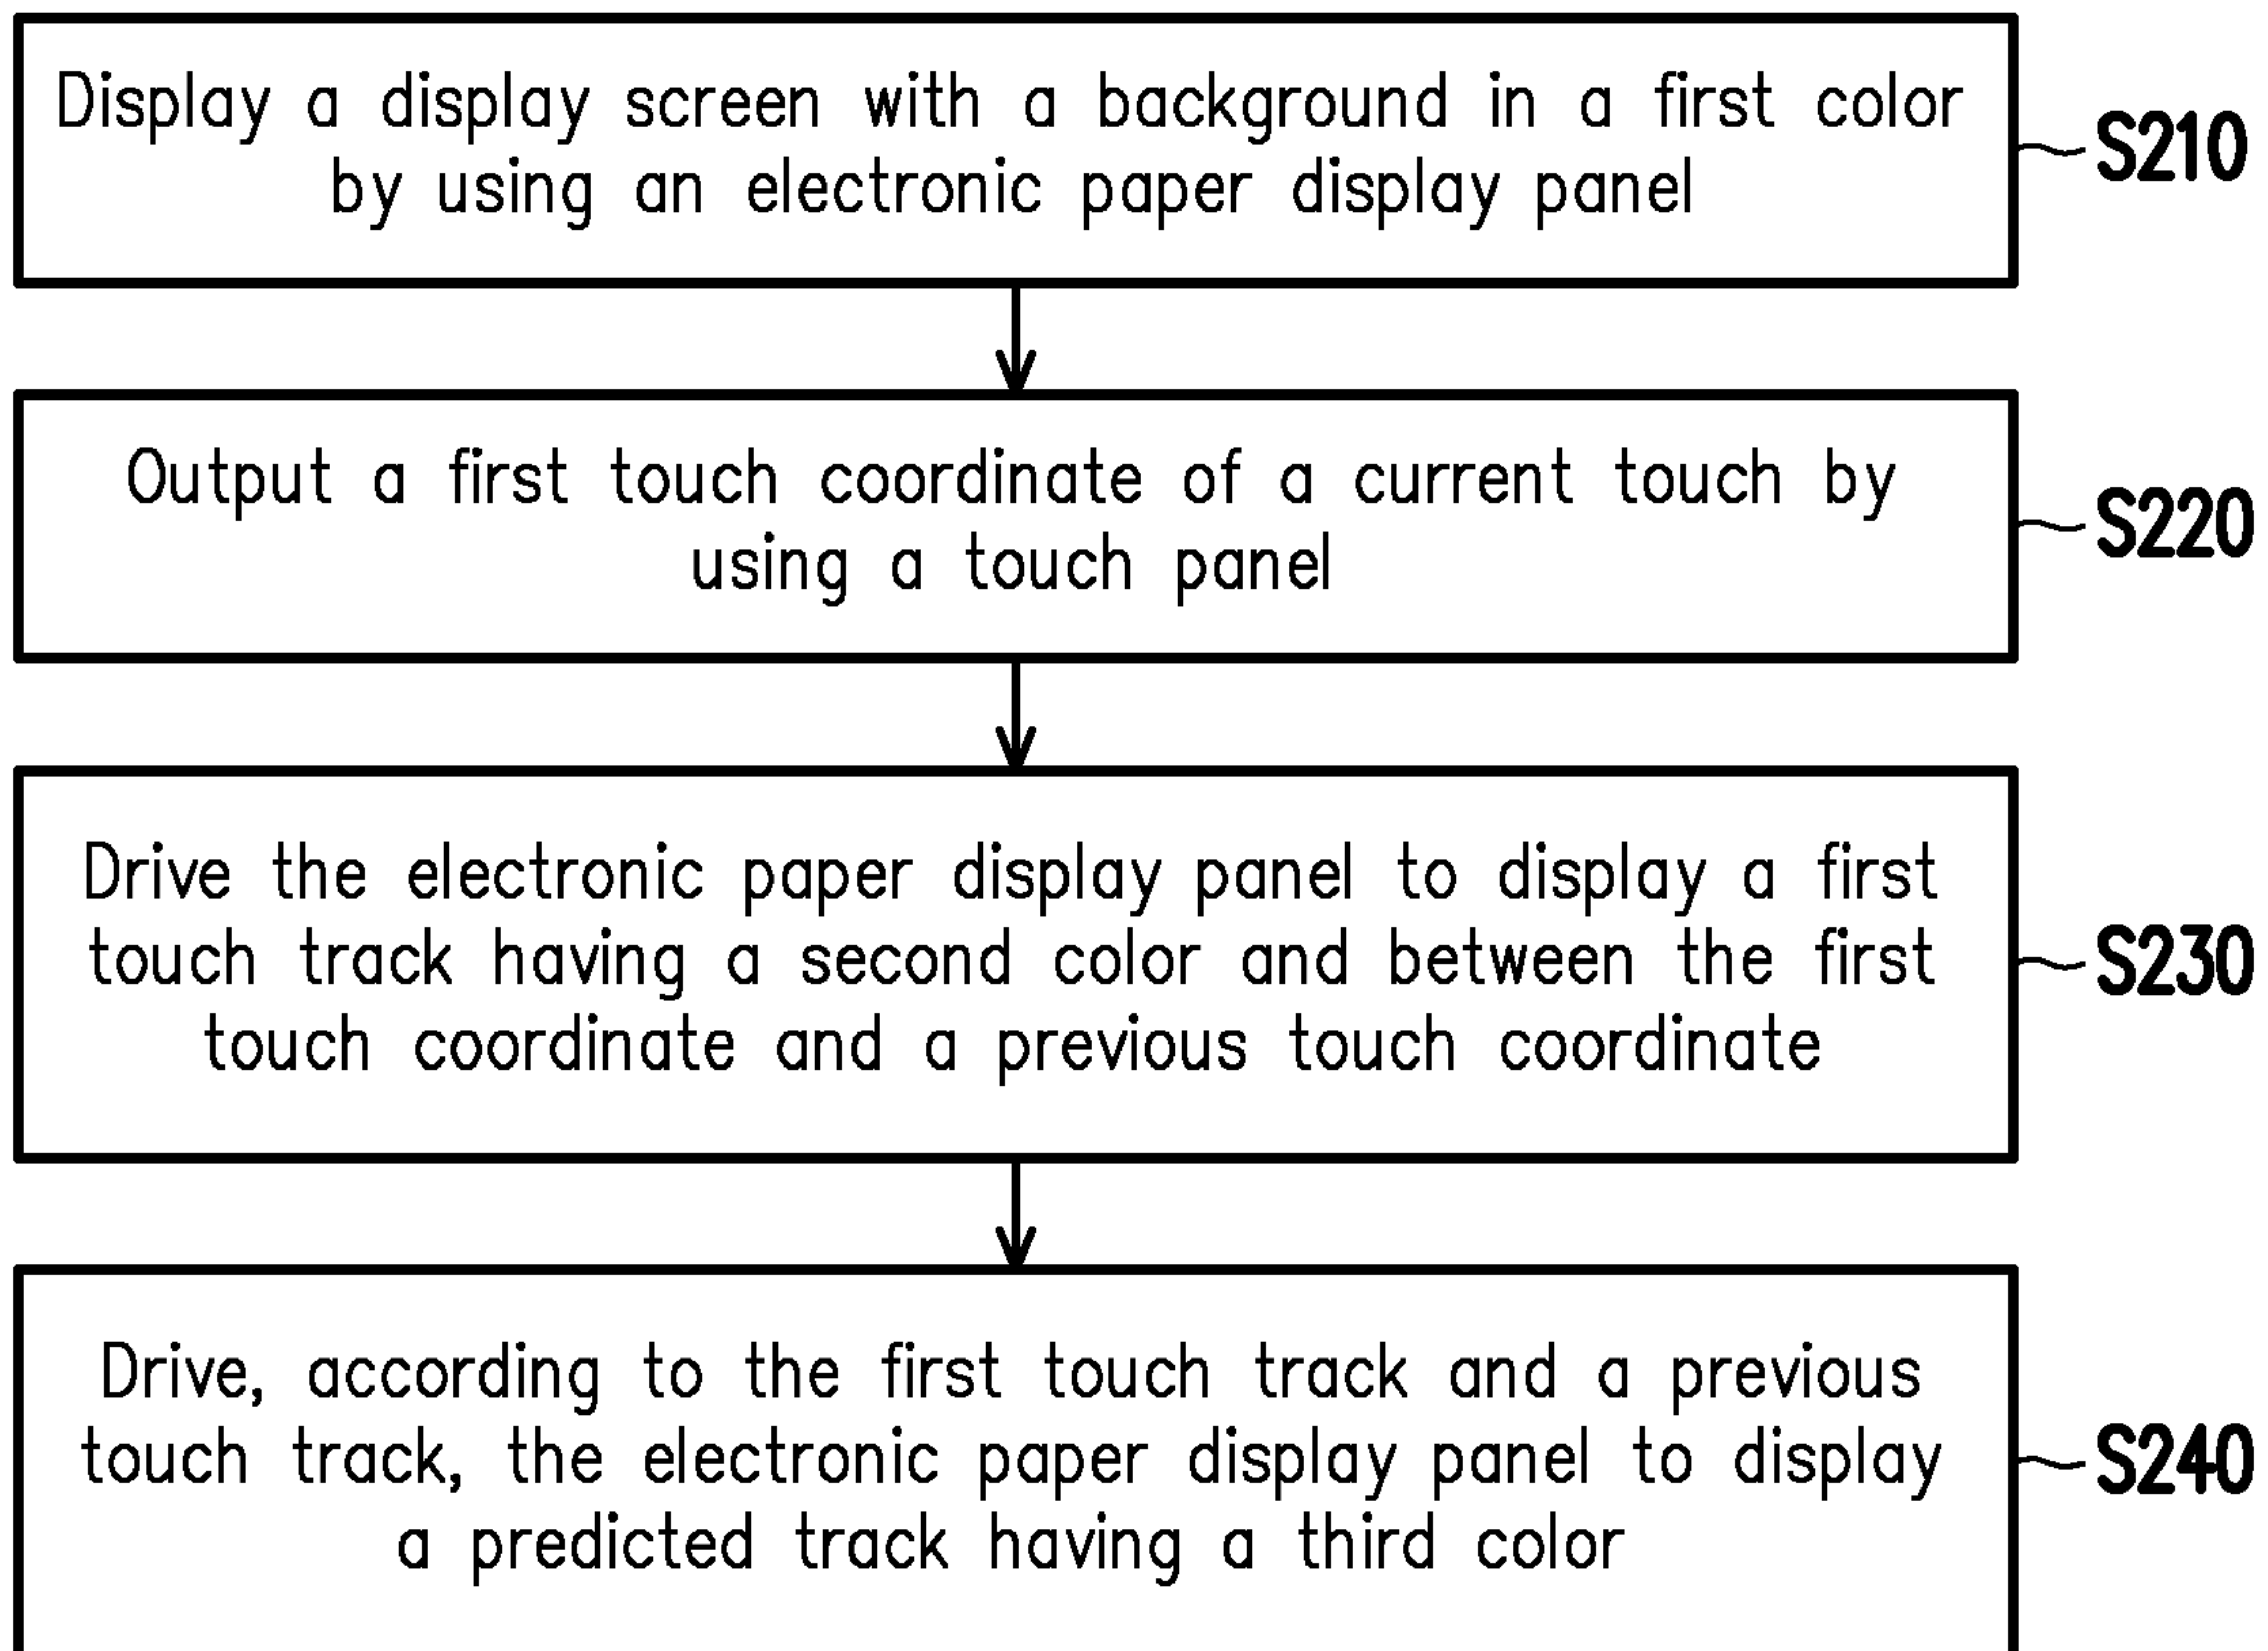 Display a display screen with a background in a first color
by using an electronic paper display panel
S210
Output a first touch coordinate of a current touch by
using a touch panel
S220
Drive the electronic paper display panel to display a first
touch track having a second color and between the first
touch coordinate and a previous touch coordinate
S230
Drive, according to the first touch track and a previous
touch track, the electronic paper display panel to display
a predicted track having a third color
S240